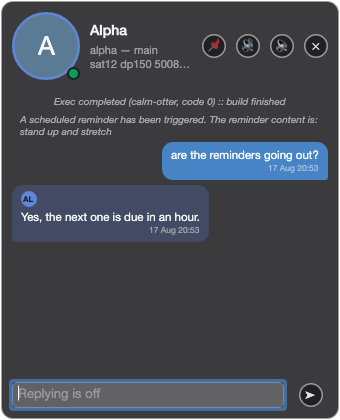 A
Alpha
alpha — main
sat12 dp150 5008...
Exec completed (calm-otter, code 0) :: build finished
A scheduled reminder has been triggered. The reminder content is:
stand up and stretch
are the reminders going out?
17 Aug 20:53
AL
Yes, the next one is due in an hour.
17 Aug 20:53
Replying is off